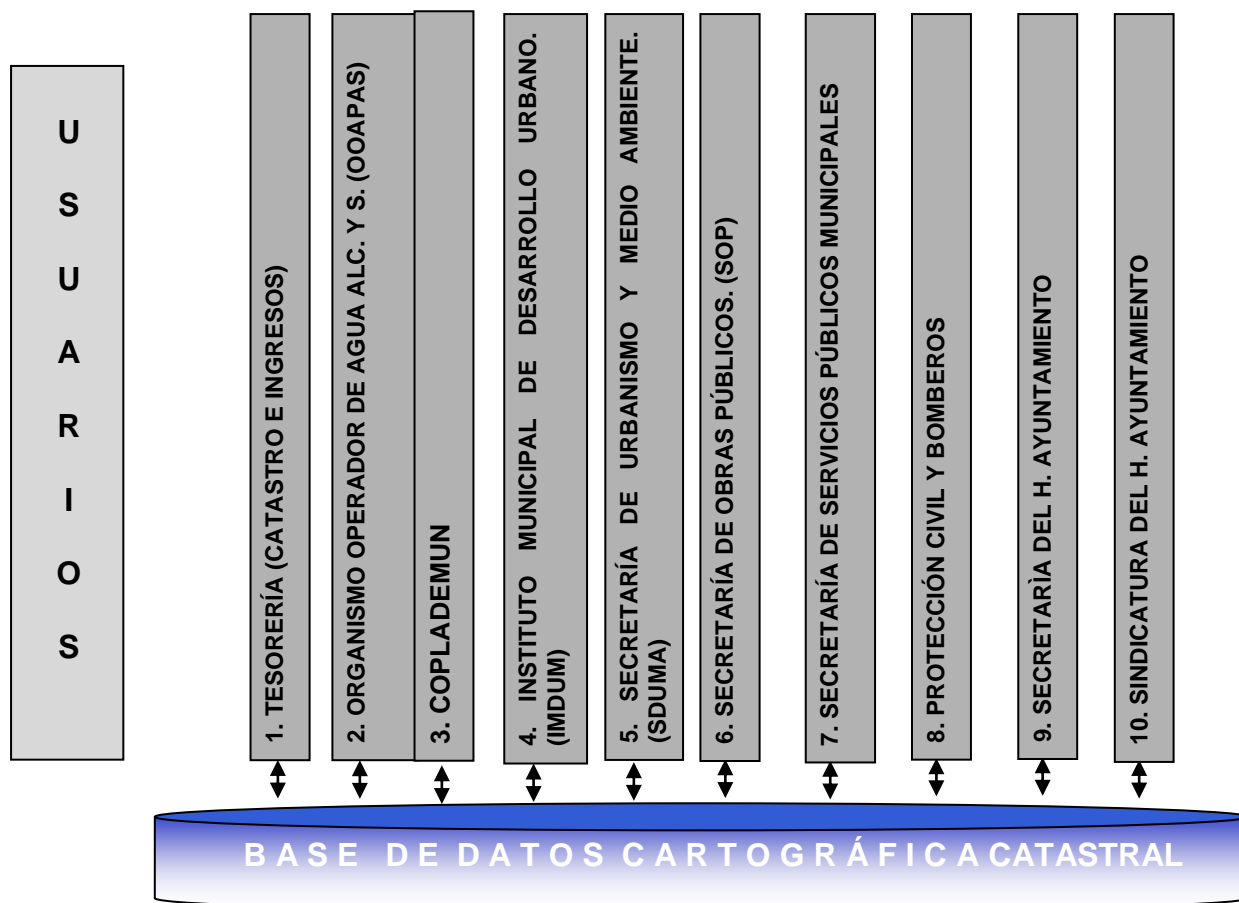 U
S
U
A
R
I
O
S
1. TESORERÍA (CATASTRO E INGRESOS)
2. ORGANISMO OPERADOR DE AGUA ALC. Y S. (OOAPAS)
3. COPLADEMUN
4. INSTITUTO MUNICIPAL DE DESARROLLO URBANO.
(IMDUM)
5. SECRETARÍA DE URBANISMO Y MEDIO AMBIENTE.
(SDUMA)
6. SECRETARÍA DE OBRAS PÚBLICOS. (SOP)
7. SECRETARÍA DE SERVICIOS PÚBLICOS MUNICIPALES
8. PROTECCIÓN CIVIL Y BOMBEROS
9. SECRETARÌA DEL H. AYUNTAMIENTO
10. SINDICATURA DEL H. AYUNTAMIENTO
B A S E D E D A T O S C A R T O G R Á F I C A CATASTRAL